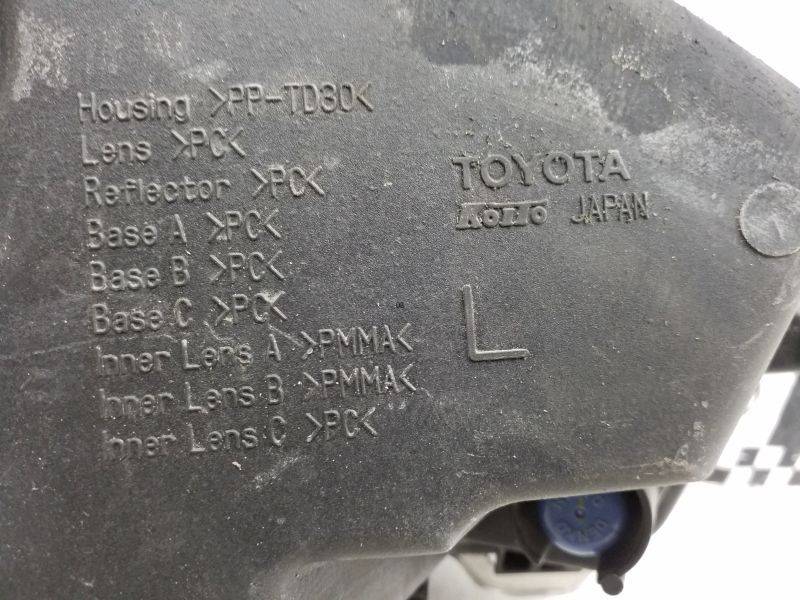 Housing >PP-TD30<
Lens >PC<
Reflector >PC<
Base A >PC<
Base B >PC<
Base C >PC<
Inner Lens A >PMMA<
Inner Lens B >PMMA<
Inner Lens C >PC<
TOYOTA
KOITO JAPAN
L